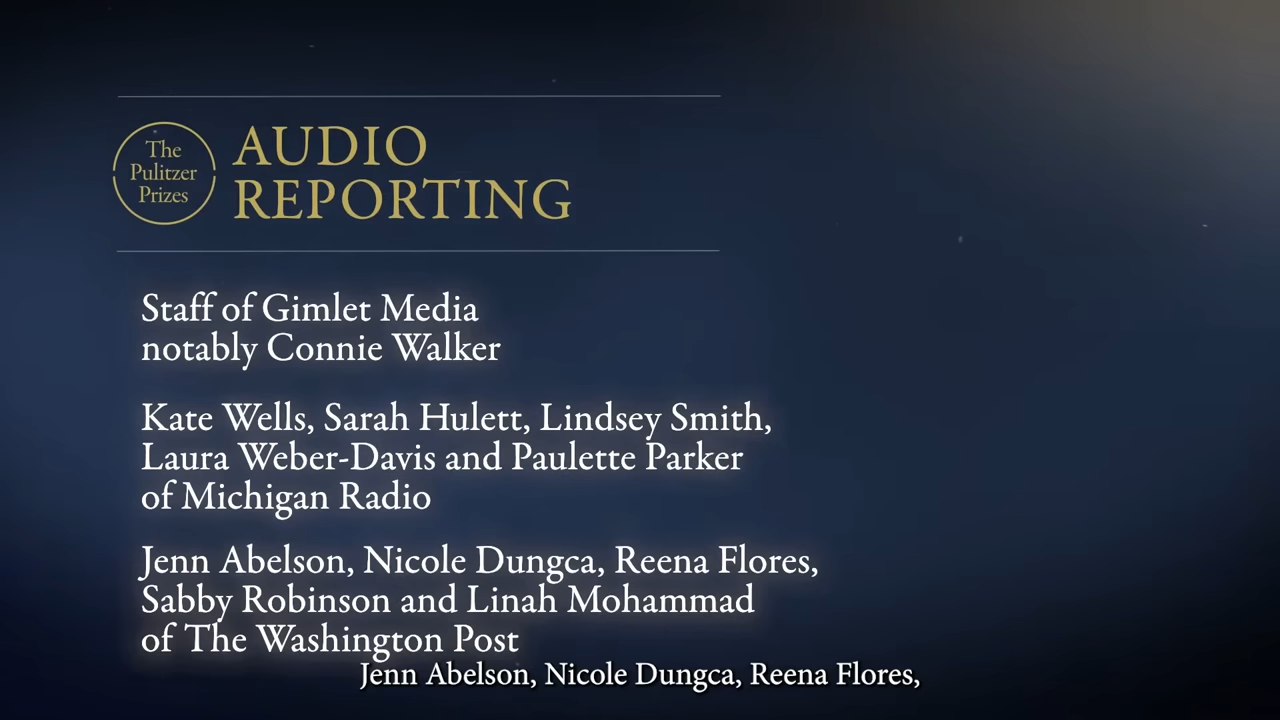 The
Pulitzer
Prizes
AUDIO
REPORTING
Staff of Gimlet Media
notably Connie Walker
Kate Wells, Sarah Hulett, Lindsey Smith,
Laura Weber-Davis and Paulette Parker
of Michigan Radio
Jenn Abelson, Nicole Dungca, Reena Flores,
Sabby Robinson and Linah Mohammad
of The Washington Post
Jenn Abelson, Nicole Dungca, Reena Flores,